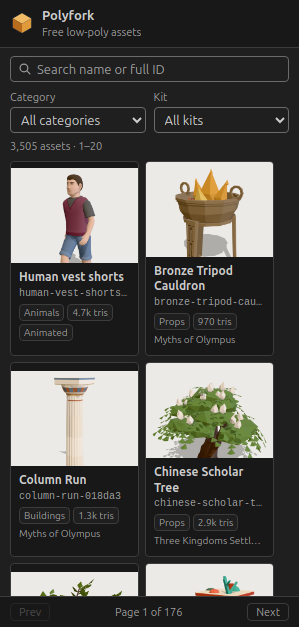 Polyfork
Free low-poly assets
Search name or full ID
Category
Kit
All categories
All kits
3,505 assets · 1–20
Human vest shorts
human-vest-shorts…
Animals
4.7k tris
Animated
Bronze Tripod
Cauldron
bronze-tripod-cau…
Props
970 tris
Myths of Olympus
Column Run
column-run-018da3
Buildings
1.3k tris
Myths of Olympus
Chinese Scholar
Tree
chinese-scholar-t…
Props
2.9k tris
Three Kingdoms Settl…
Prev
Page 1 of 176
Next